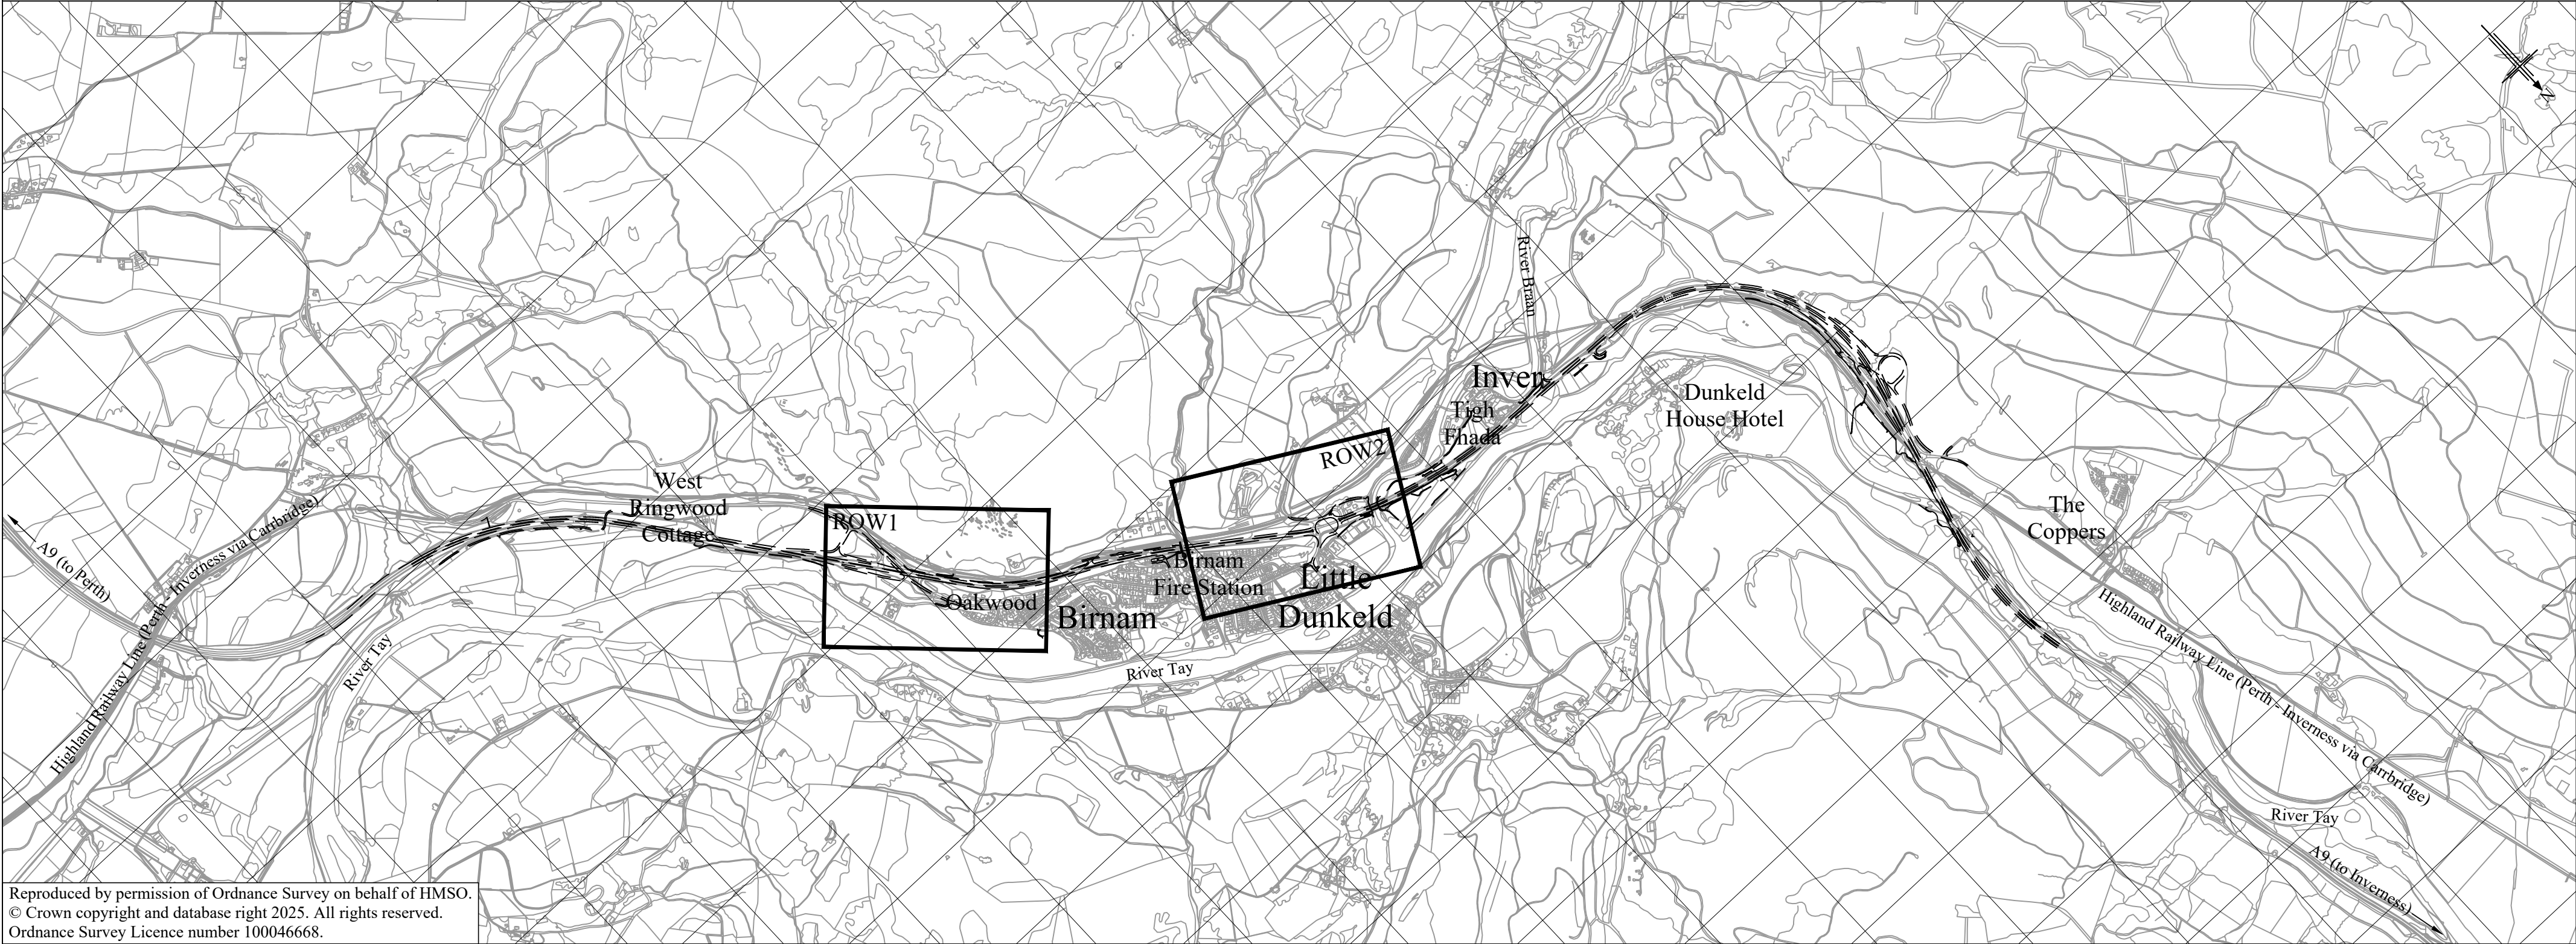 N
River Braan
Inver
Tigh
Fhada
Dunkeld
House Hotel
ROW2
West
Ringwood
Cottage
ROW1
The
Coppers
A9 (to Perth)
Highland Railway Line (Perth - Inverness via Carrbridge)
River Tay
Oakwood
Birnam
Birnam
Fire Station
Little
Dunkeld
River Tay
Highland Railway Line (Perth - Inverness via Carrbridge)
River Tay
A9 (to Inverness)
Reproduced by permission of Ordnance Survey on behalf of HMSO.
© Crown copyright and database right 2025. All rights reserved.
Ordnance Survey Licence number 100046668.